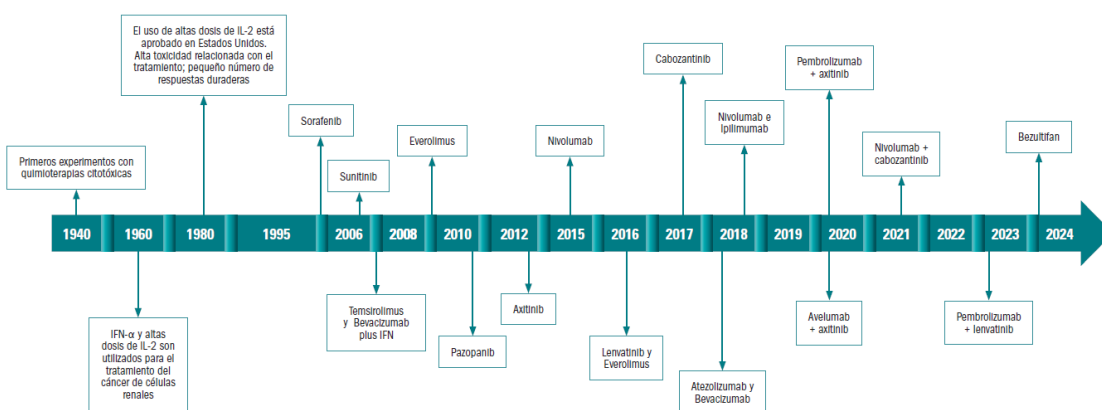 El uso de altas dosis de IL-2 está
aprobado en Estados Unidos.
Alta toxicidad relacionada con el
tratamiento; pequeño número de
respuestas duraderas
Cabozantinib
Pembrolizumab
+ axitinib
Sorafenib
Everolimus
Nivolumab
Nivolumab e
Ipilimumab
Bezultifan
Primeros experimentos con
quimioterapias citotóxicas
Sunitinib
Nivolumab +
cabozantinib
1940
1960
1980
1995
2006
2008
2010
2012
2015
2016
2017
2018
2019
2020
2021
2022
2023
2024
IFN-α y altas
dosis de IL-2 son
utilizados para el
tratamiento del
cáncer de células
renales
Temsirolimus
y Bevacizumab
plus IFN
Pazopanib
Axitinib
Lenvatinib y
Everolimus
Atezolizumab y
Bevacizumab
Avelumab
+ axitinib
Pembrolizumab
+ lenvatinib